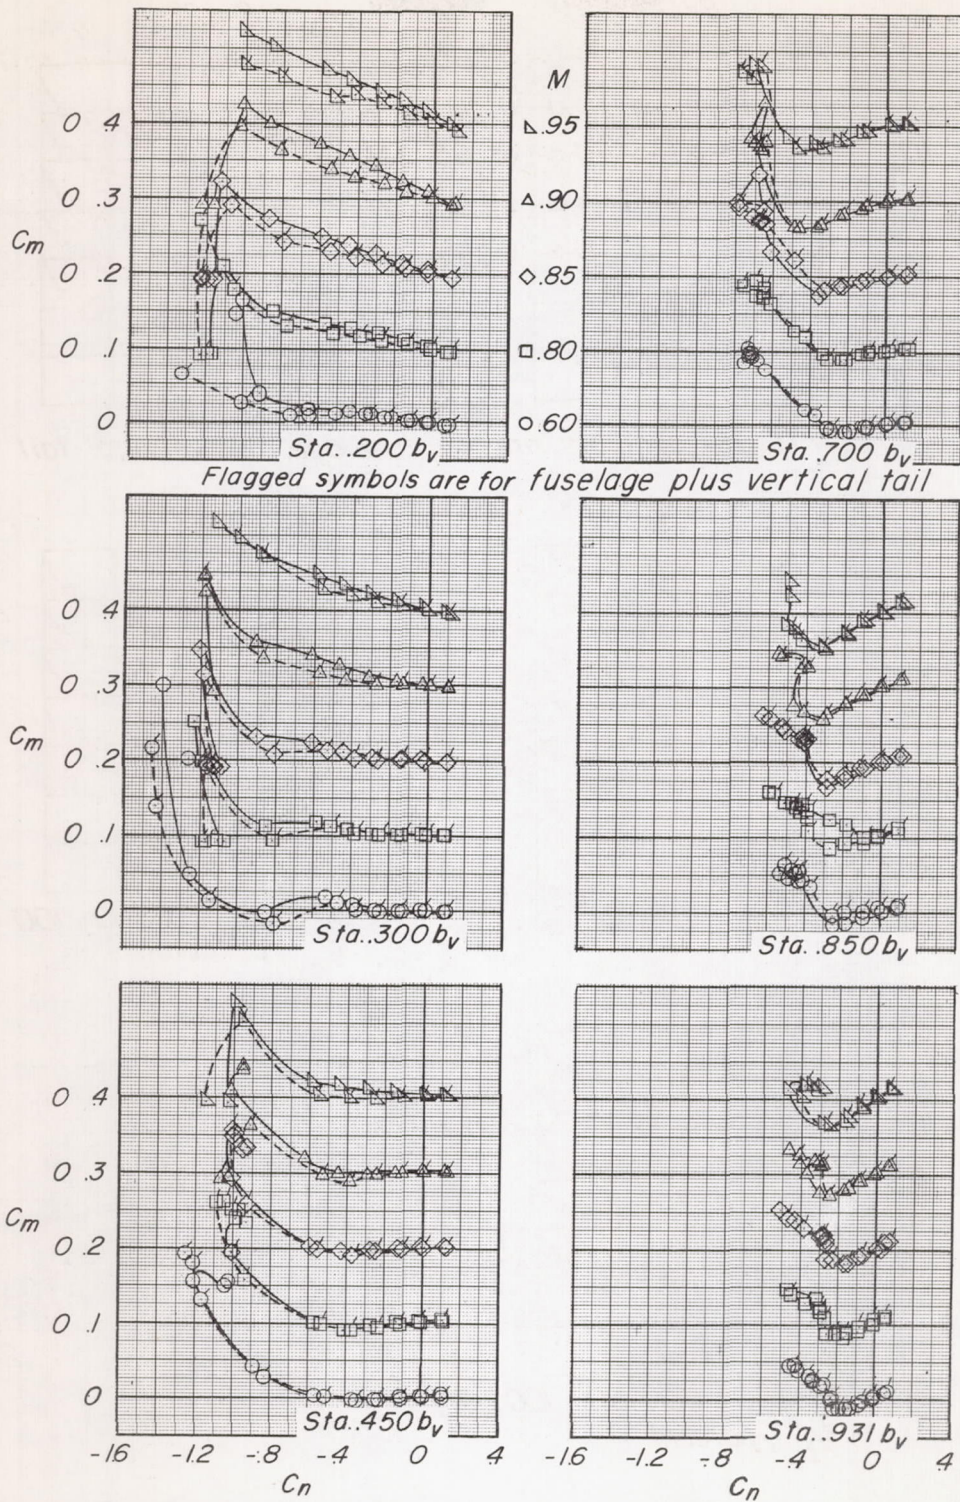 M
0 .4 .95
0 .3 .90
Cm
0 .2 .85
0 .1 .80
0 0.60
Sta. .200 bv Sta. .700 bv
Flagged symbols are for fuselage plus vertical tail
0 .4
0 .3
Cm
0 .2
0 .1
0
Sta. .300 bv Sta. .850 bv
0 .4
0 .3
Cm
0 .2
0 .1
0
Sta. .450 bv Sta. .931 bv
-1.6 -1.2 -.8 -.4 0 .4 -1.6 -1.2 -.8 -.4 0 .4
Cn Cn